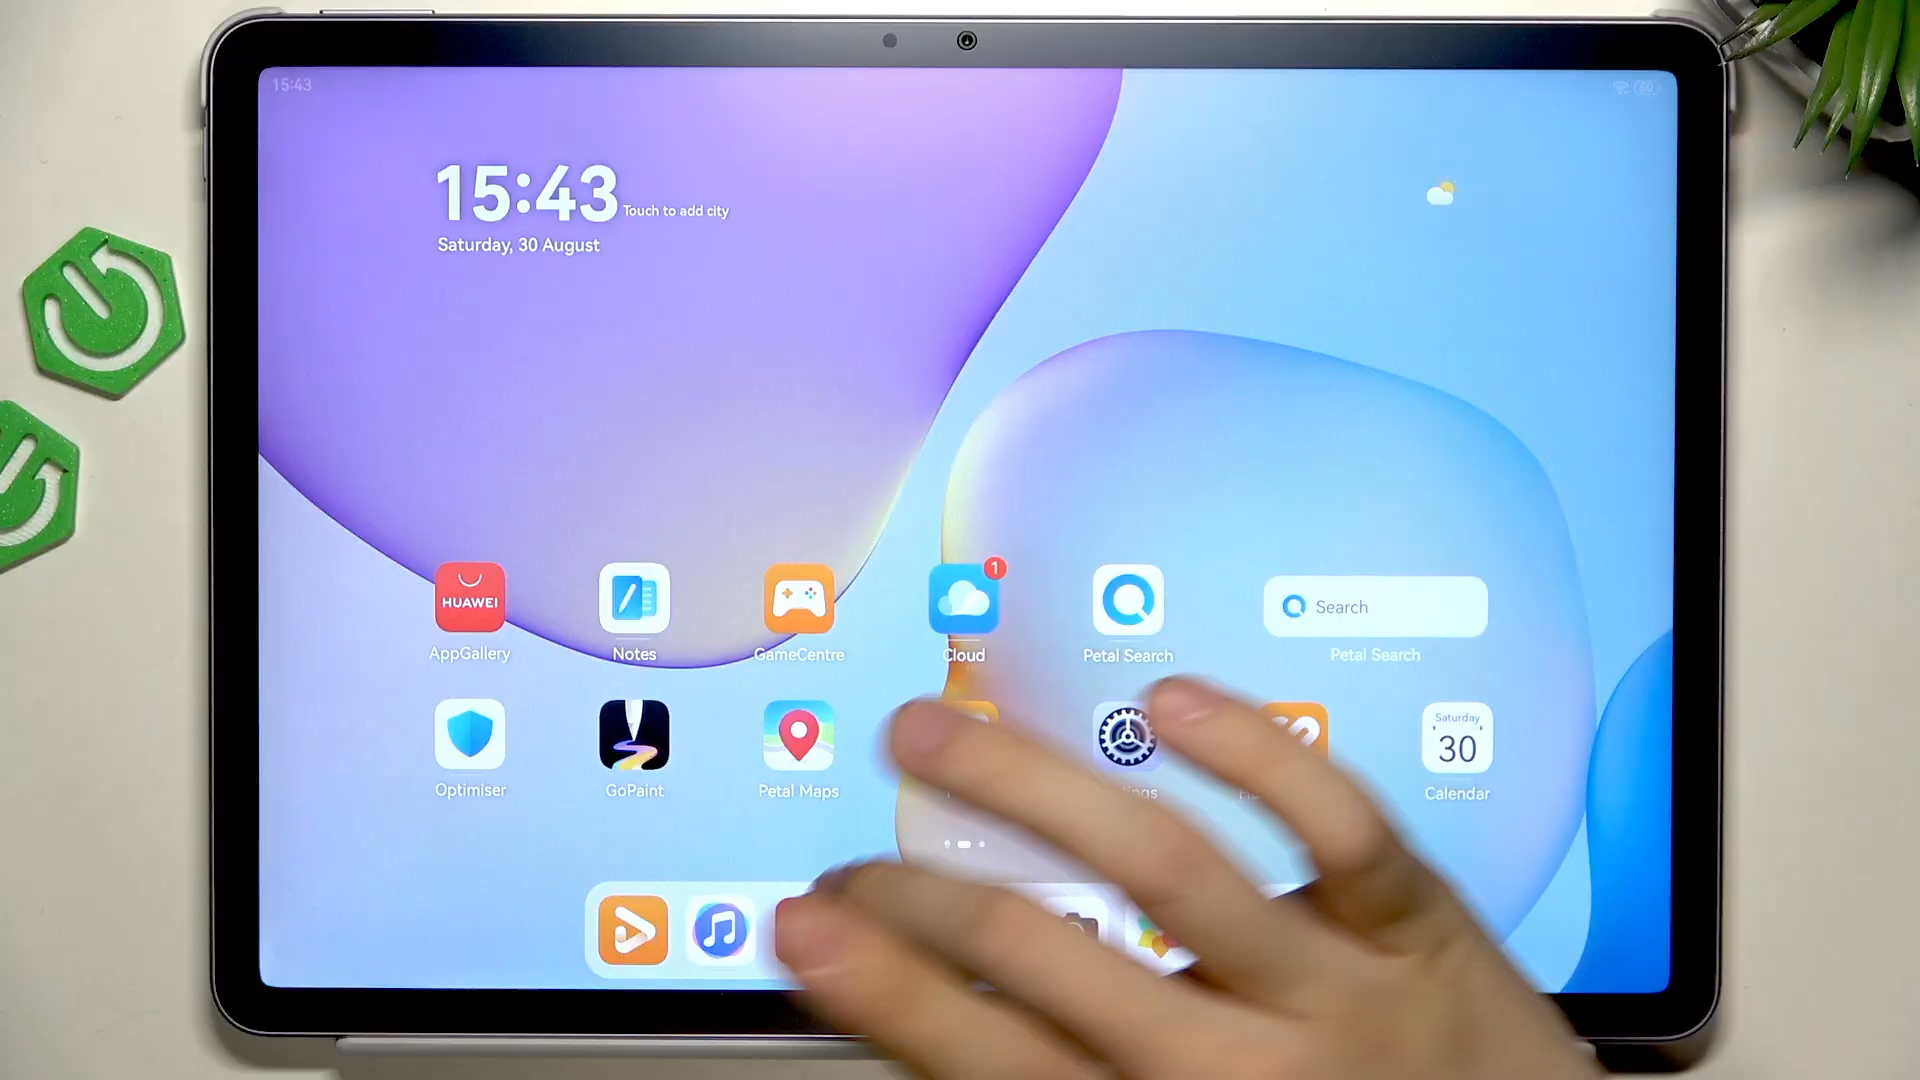 15:43
80
15:43 Touch to add city
Saturday, 30 August
1
HUAWEI
Search
AppGallery
Notes
GameCentre
Cloud
Petal Search
Petal Search
Saturday
30
Optimiser
GoPaint
Petal Maps
Calendar